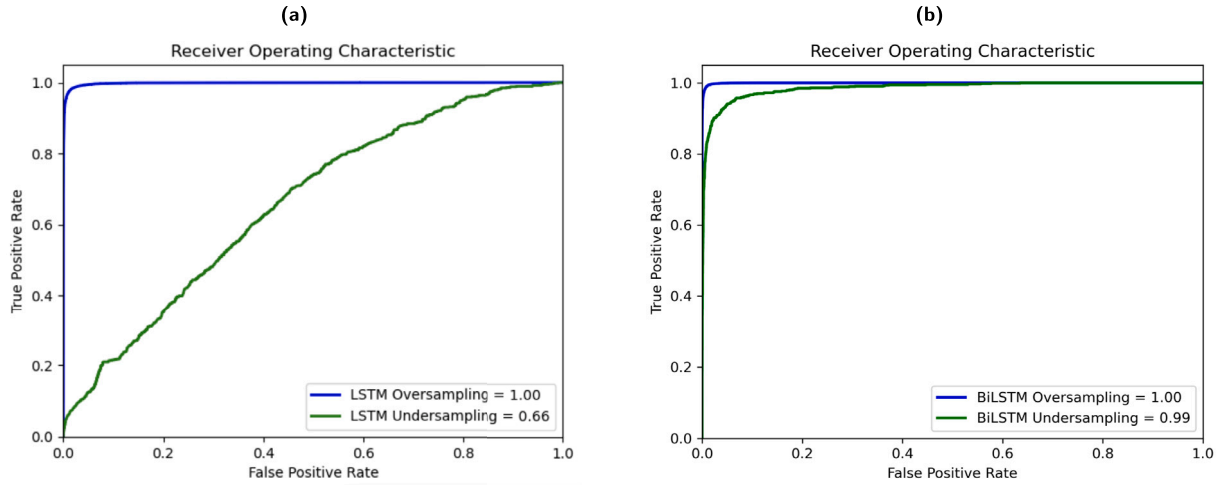 (a)
Receiver Operating Characteristic
True Positive Rate
1.0
0.8
0.6
0.4
0.2
0.0
LSTM Oversampling = 1.00
LSTM Undersampling = 0.66
0.0 0.2 0.4 0.6 0.8 1.0
False Positive Rate
(b)
Receiver Operating Characteristic
True Positive Rate
1.0
0.8
0.6
0.4
0.2
0.0
BiLSTM Oversampling = 1.00
BiLSTM Undersampling = 0.99
0.0 0.2 0.4 0.6 0.8 1.0
False Positive Rate